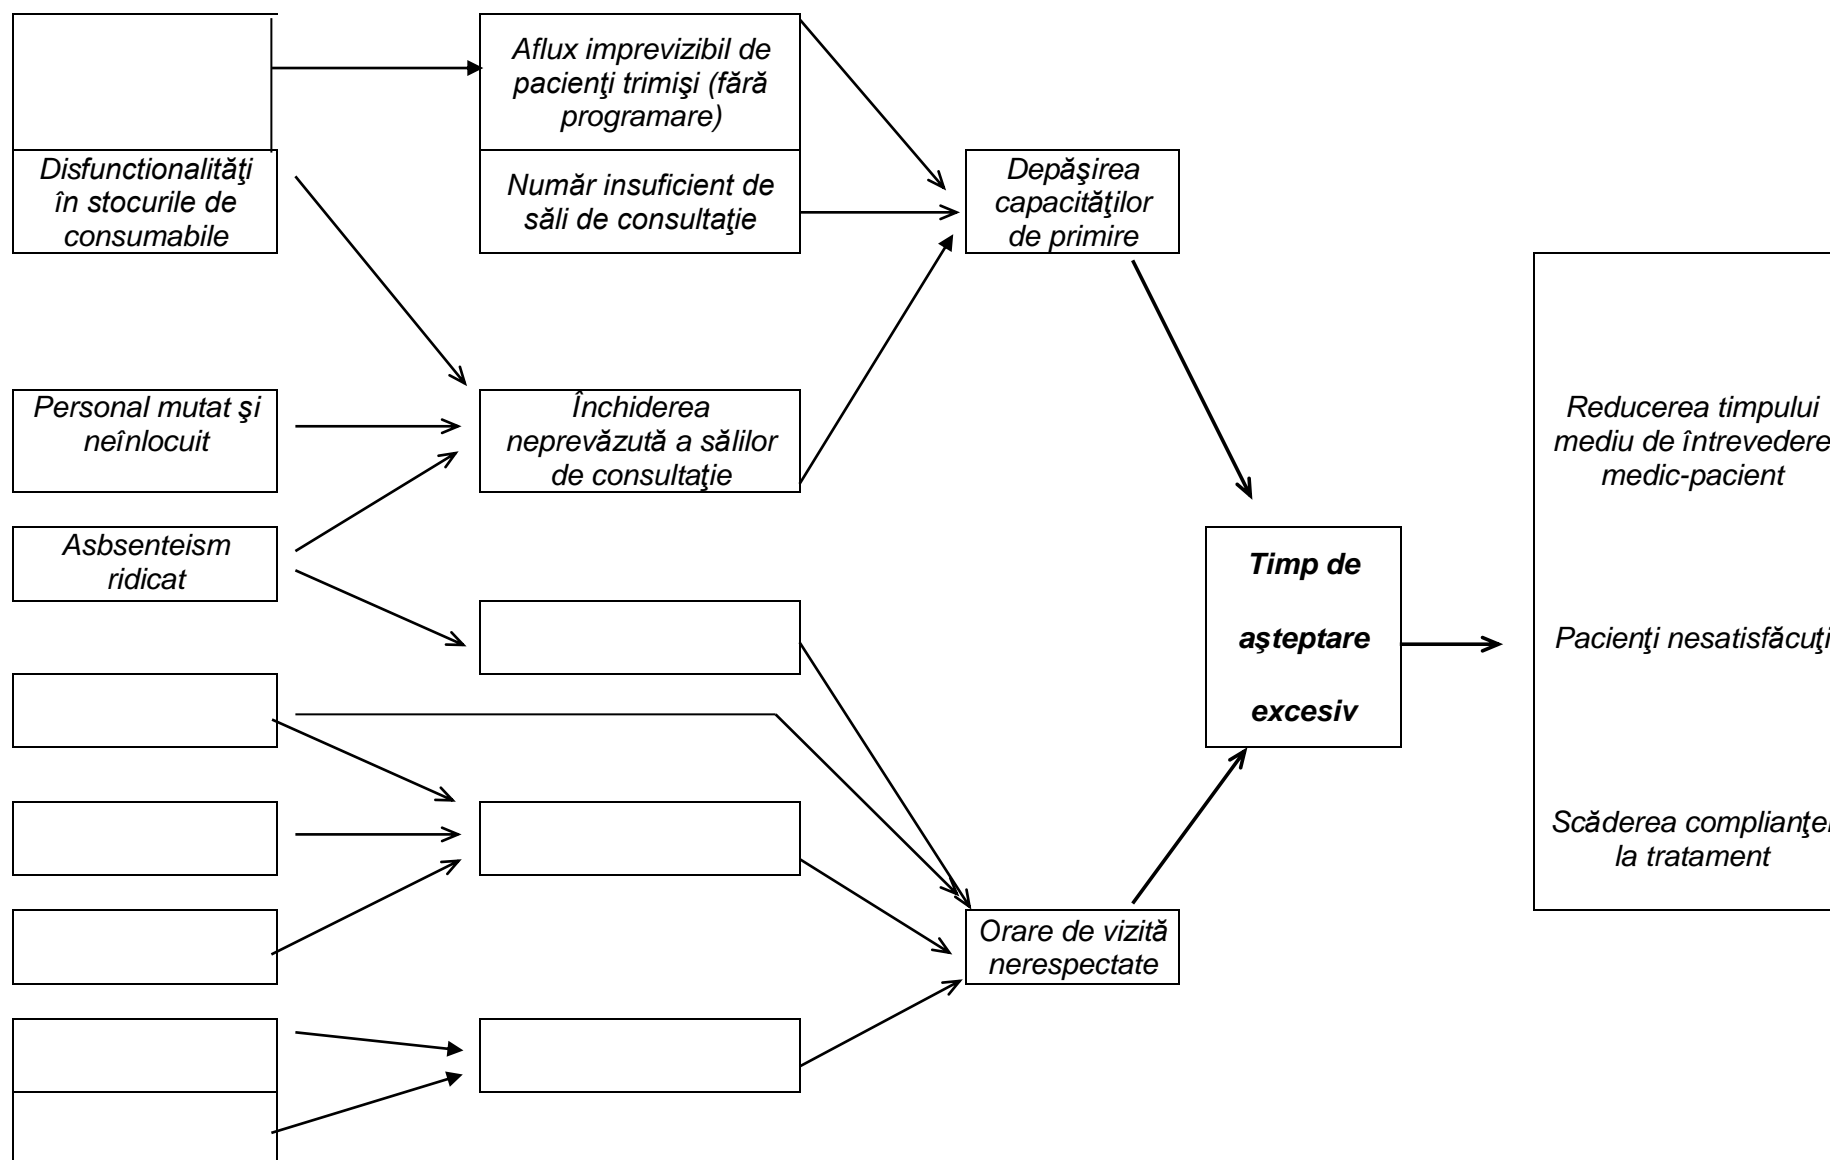 Aflux imprevizibil de
pacienţi trimişi (fără
programare)
Disfunctionalităţi
în stocurile de
consumabile
Număr insuficient de
săli de consultaţie
Depăşirea
capacităţilor
de primire
Personal mutat şi
neînlocuit
Închiderea
neprevăzută a sălilor
de consultaţie
Reducerea timpului
mediu de întrevedere
medic-pacient
Asbsenteism
ridicat
Timp de
aşteptare
excesiv
Pacienţi nesatisfăcuţi
Scăderea complianţei
la tratament
Orare de vizită
nerespectate